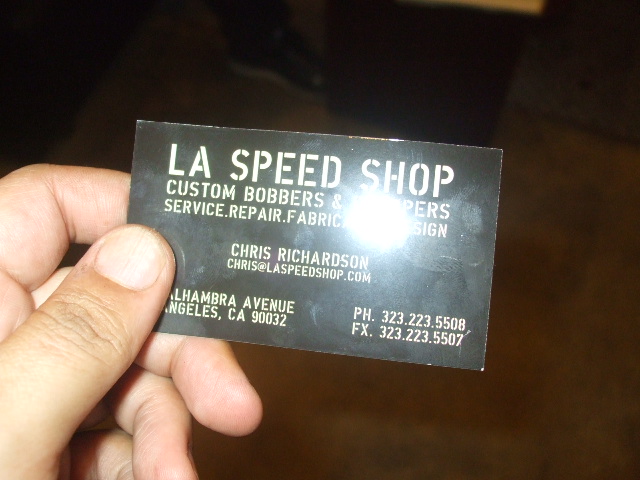 LA SPEED SHOP
CUSTOM BOBBERS &
SERVICE.REPAIR.
CHRIS RICHARDSON
CHRIS@LASPEEDSHOP.COM
ALHAMBRA AVENUE
ANGELES, CA 90032
PH. 323.223.5508
FX. 323.223.5507